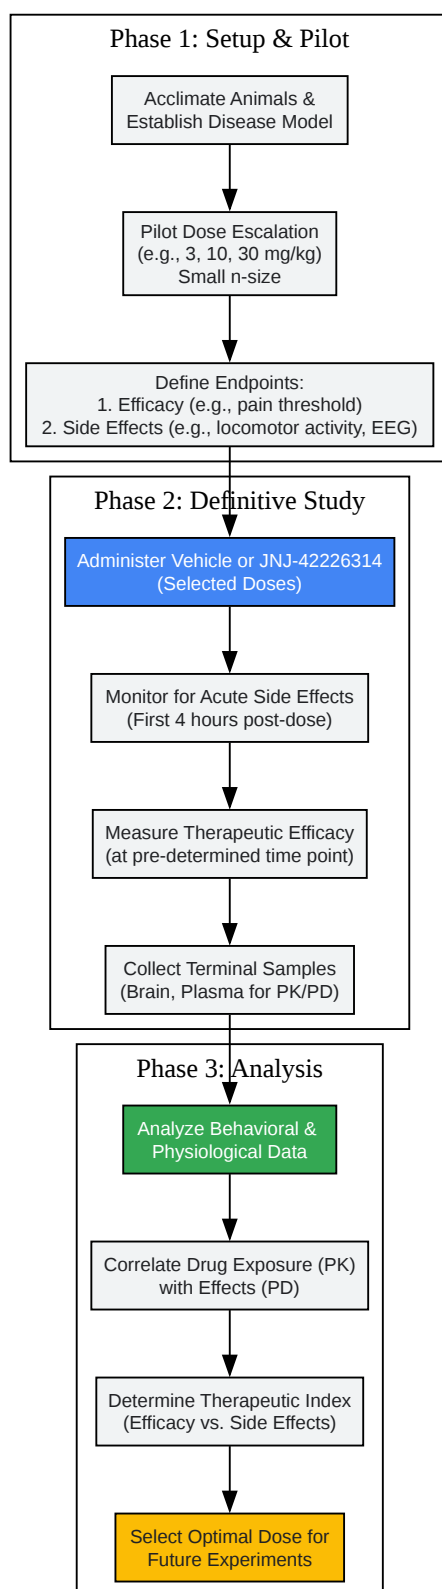 Phase 1: Setup & Pilot
Acclimate Animals &
Establish Disease Model
Pilot Dose Escalation
(e.g., 3, 10, 30 mg/kg)
Small n-size
Define Endpoints:
1. Efficacy (e.g., pain threshold)
2. Side Effects (e.g., locomotor activity, EEG)
Phase 2: Definitive Study
Administer Vehicle or JNJ-42226314
(Selected Doses)
Monitor for Acute Side Effects
(First 4 hours post-dose)
Measure Therapeutic Efficacy
(at pre-determined time point)
Collect Terminal Samples
(Brain, Plasma for PK/PD)
Phase 3: Analysis
Analyze Behavioral &
Physiological Data
Correlate Drug Exposure (PK)
with Effects (PD)
Determine Therapeutic Index
(Efficacy vs. Side Effects)
Select Optimal Dose for
Future Experiments